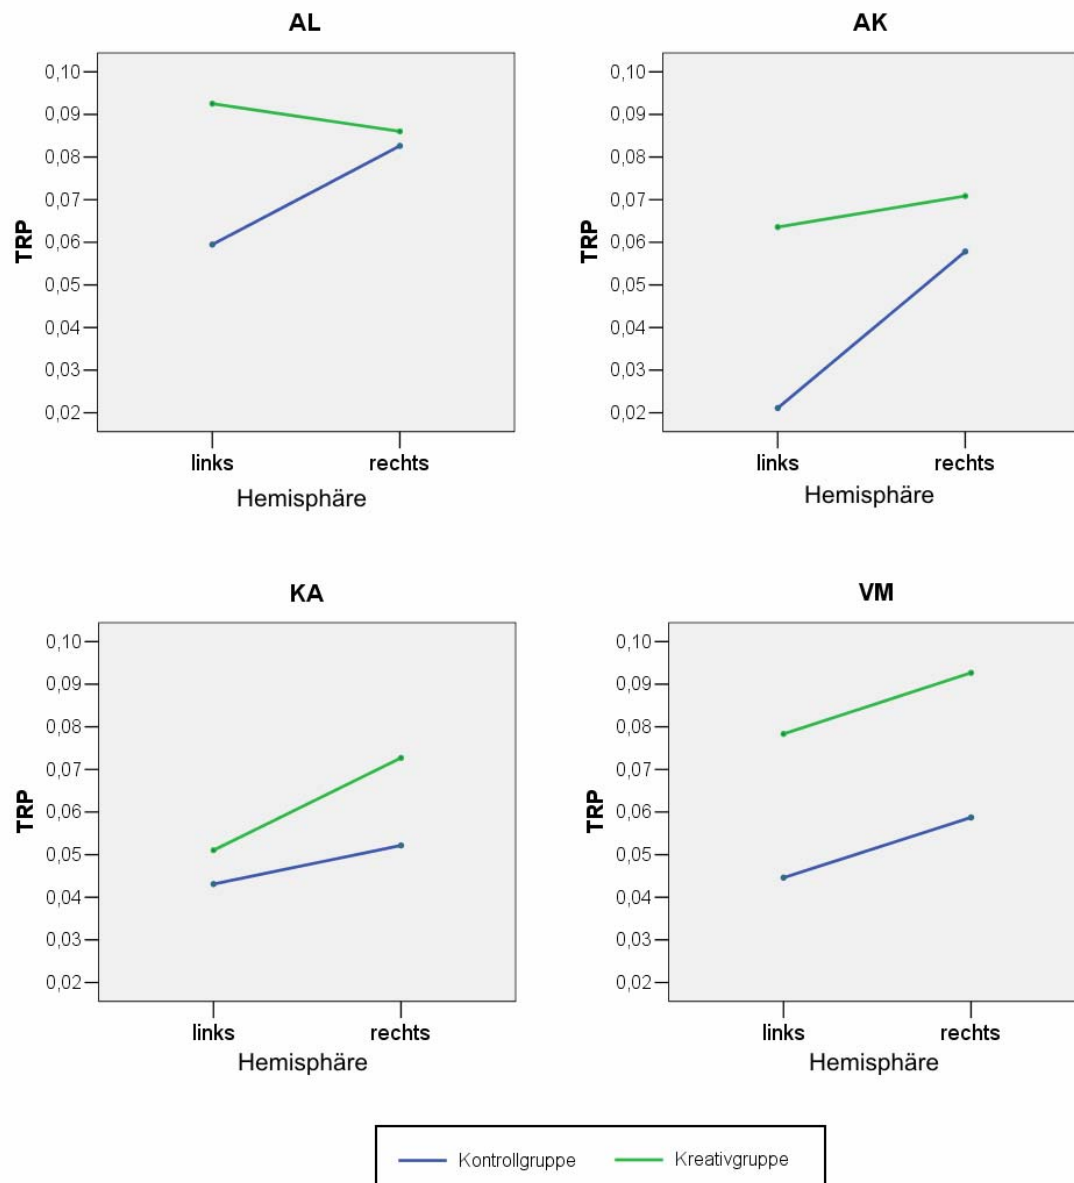 AL
0,10
0,09
0,08
0,07
0,06
0,05
0,04
0,03
0,02
TRP
links rechts
Hemisphäre
AK
0,10
0,09
0,08
0,07
0,06
0,05
0,04
0,03
0,02
TRP
links rechts
Hemisphäre
KA
0,10
0,09
0,08
0,07
0,06
0,05
0,04
0,03
0,02
TRP
links rechts
Hemisphäre
VM
0,10
0,09
0,08
0,07
0,06
0,05
0,04
0,03
0,02
TRP
links rechts
Hemisphäre
Kontrollgruppe Kreativgruppe